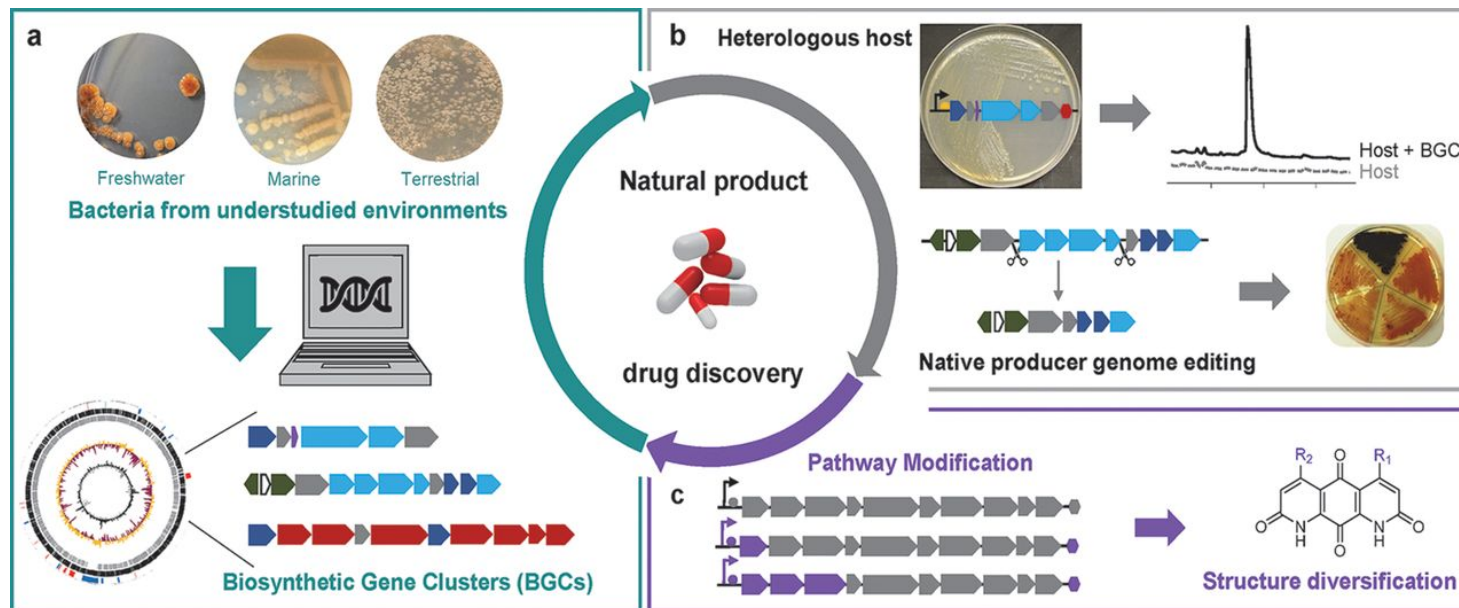 a
Freshwater
Marine
Terrestrial
Bacteria from understudied environments
Biosynthetic Gene Clusters (BGCs)
Natural product
drug discovery
b
Heterologous host
Host + BGC
Host
Native producer genome editing
Pathway Modification
c
R2
R1
O
O
N
H
O
N
H
O
Structure diversification